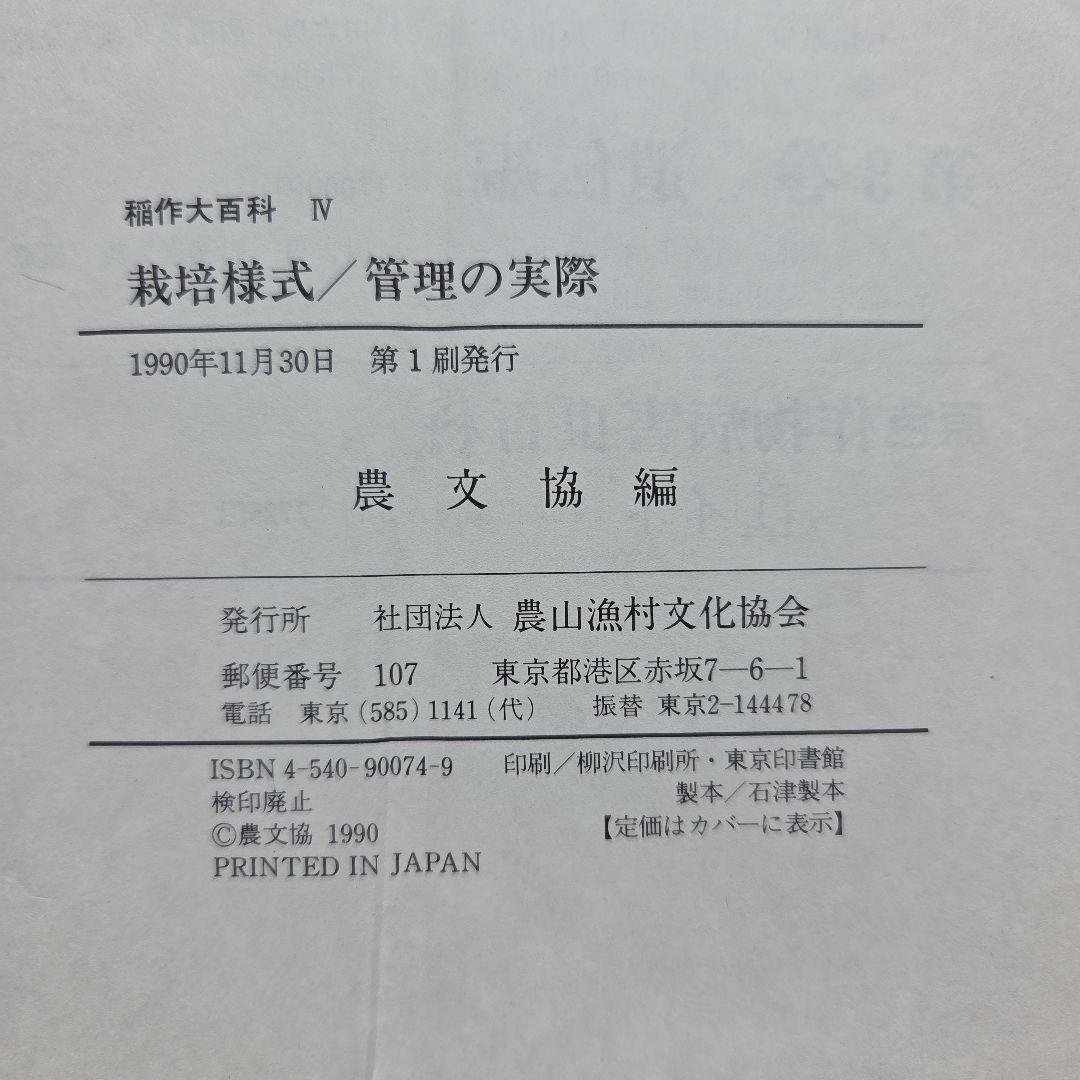 稲作大百科 Ⅳ
栽培様式／管理の実際
1990年11月30日 第1刷発行
農文協編
発行所 社団法人 農山漁村文化協会
郵便番号 107 東京都港区赤坂7―6―1
電話 東京(585)1141(代) 振替 東京2-144478
ISBN 4-540-90074-9 印刷／柳沢印刷所・東京印書館
検印廃止 製本／石津製本
©農文協 1990 【定価はカバーに表示】
PRINTED IN JAPAN